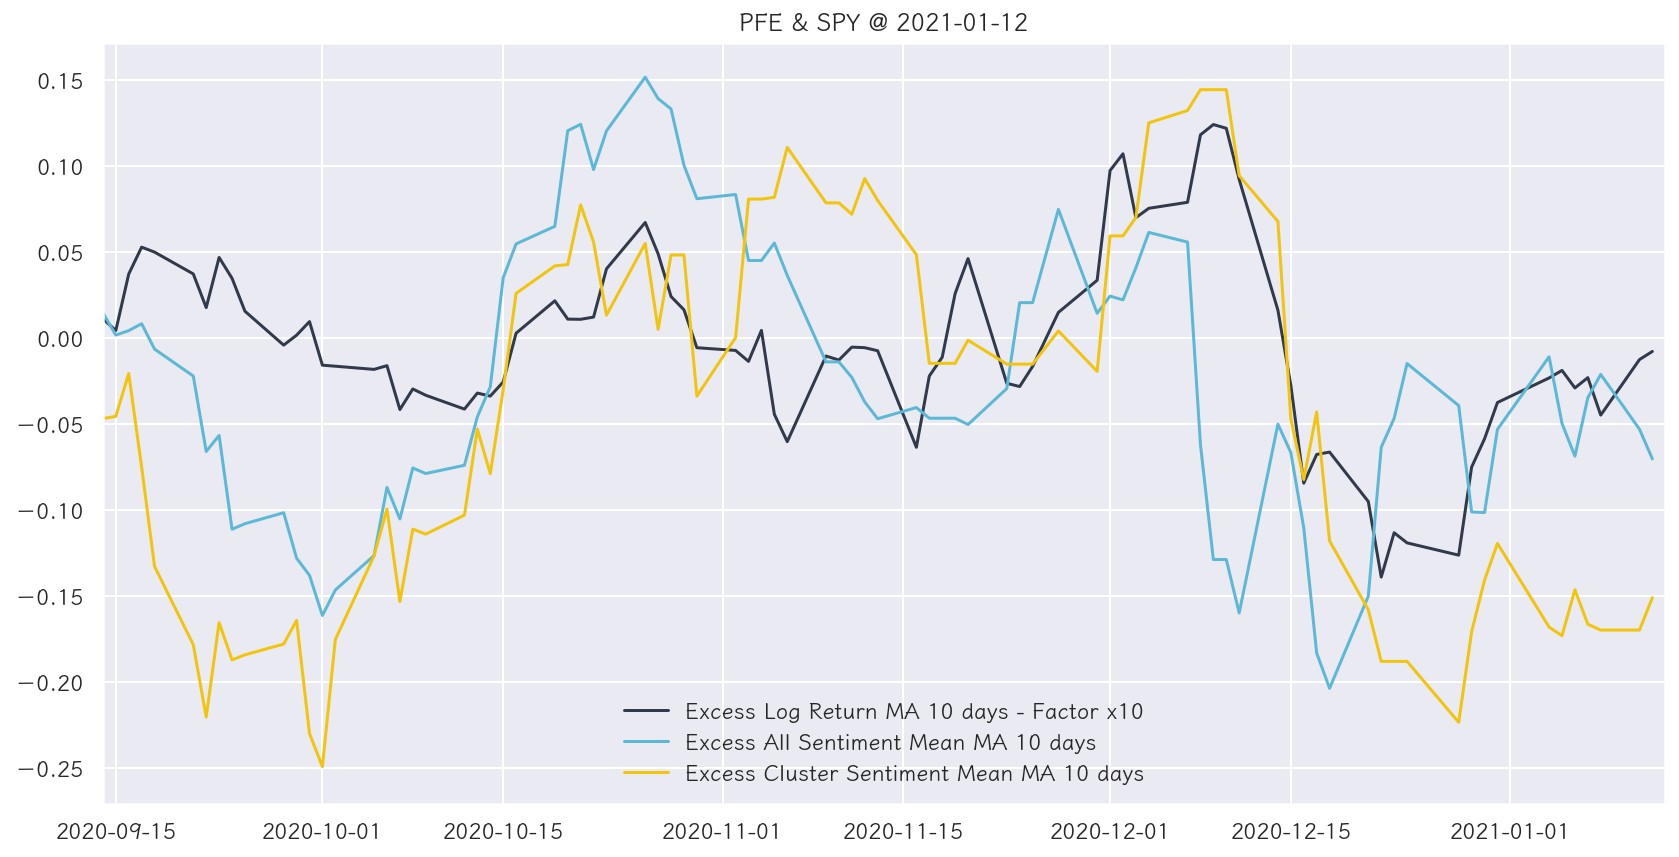 PFE & SPY @ 2021-01-12
0.15
0.10
0.05
0.00
−0.05
−0.10
−0.15
−0.20
−0.25
Excess Log Return MA 10 days - Factor x10
Excess All Sentiment Mean MA 10 days
Excess Cluster Sentiment Mean MA 10 days
2020-09-15 2020-10-01 2020-10-15 2020-11-01 2020-11-15 2020-12-01 2020-12-15 2021-01-01